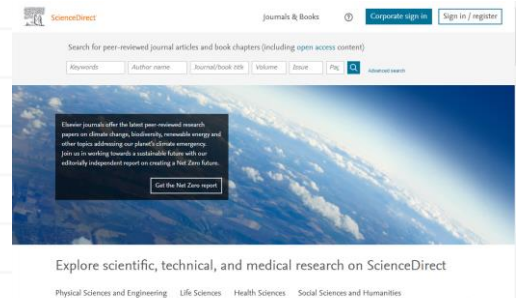 ScienceDirect
Journals & Books
?
Corporate sign in
Sign in / register
Search for peer-reviewed journal articles and book chapters (including open access content)
Keywords
Author name
Journal/book title
Volume
Issue
Pag
Advanced search
Elsevier journals offer the latest peer-reviewed research
papers on climate change, biodiversity, renewable energy and
other topics addressing our planet's climate emergency.
Join us in working towards a sustainable future with our
editorially independent report on creating a Net Zero future.
Get the Net Zero report
Explore scientific, technical, and medical research on ScienceDirect
Physical Sciences and Engineering
Life Sciences
Health Sciences
Social Sciences and Humanities